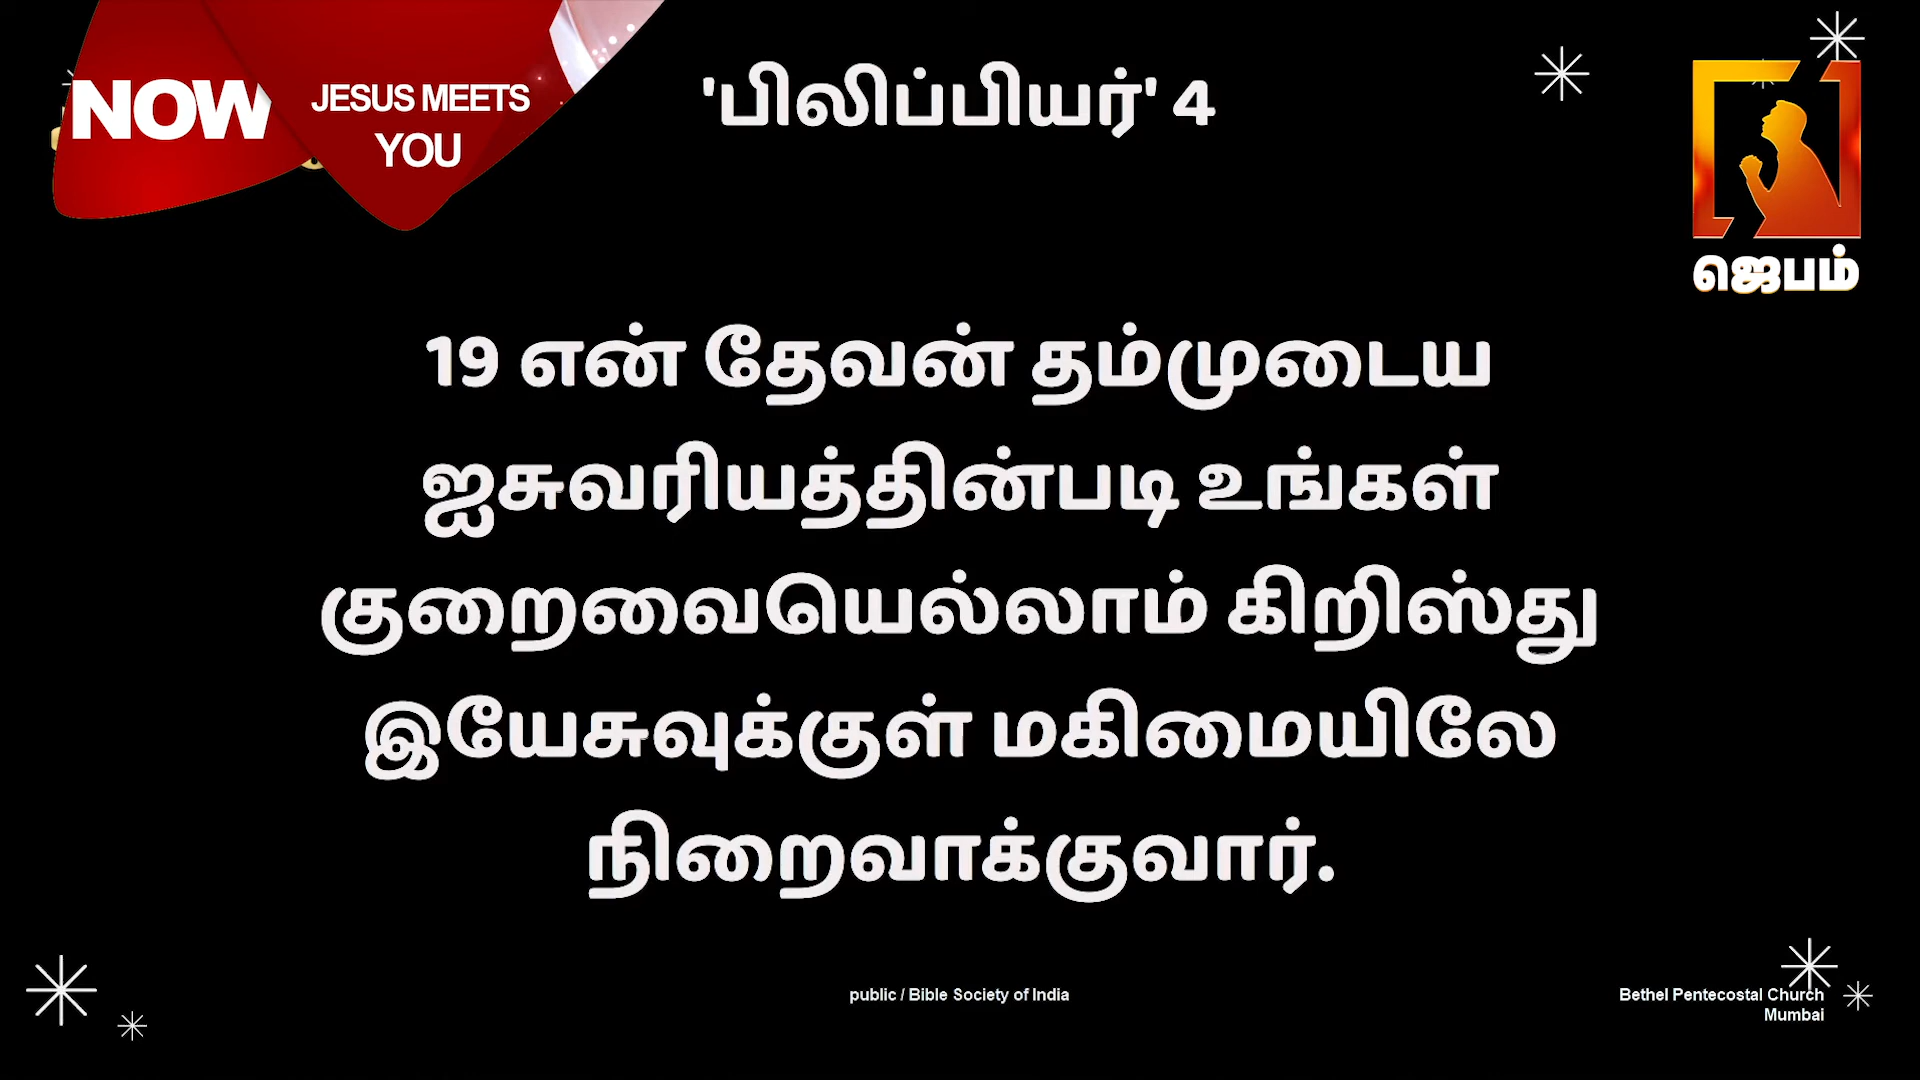 NOW
JESUS MEETS
YOU
'பிலிப்பியர்' 4
ஜெபம்
19 என் தேவன் தம்முடைய
ஐசுவரியத்தின்படி உங்கள்
குறைவையெல்லாம் கிறிஸ்து
இயேசுவுக்குள் மகிமையிலே
நிறைவாக்குவார்.
public / Bible Society of India
Bethel Pentecostal Church
Mumbai